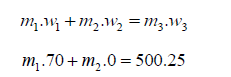 m₁.w₁ + m₂.w₂ = m₃.w₃
m₁.70 + m₂.0 = 500.25